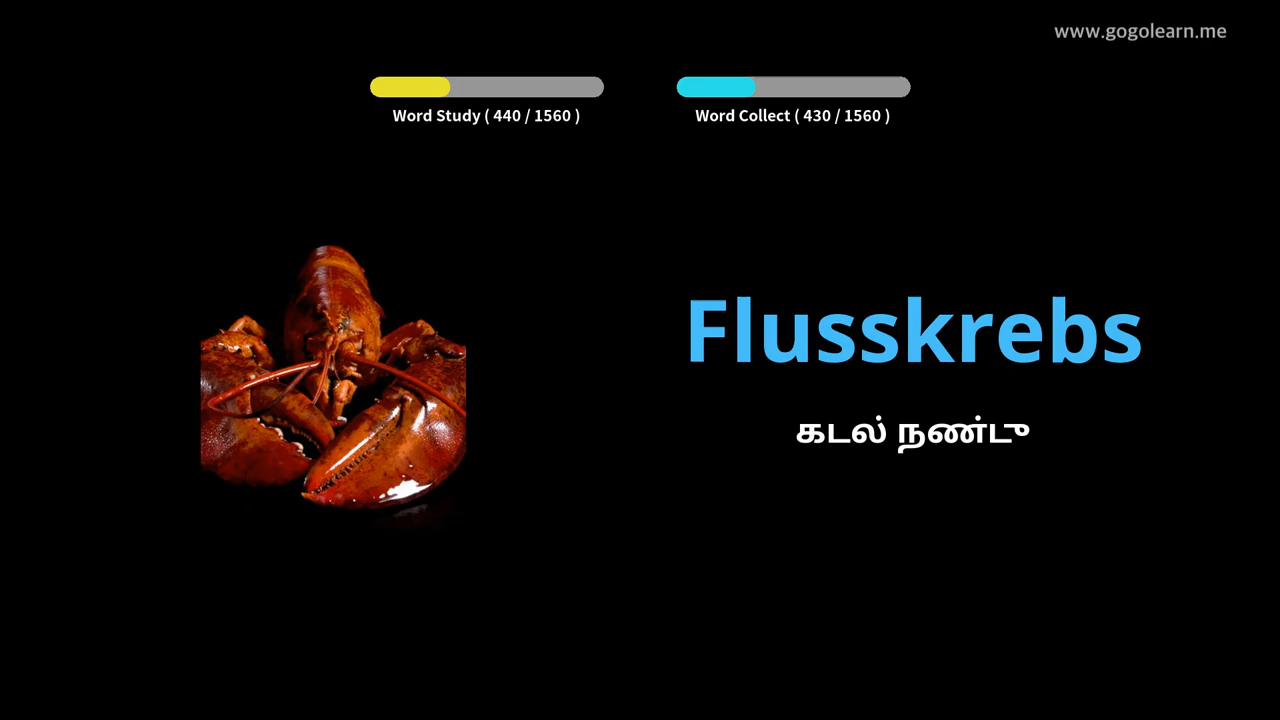 www.gogolearn.me
Word Study ( 440 / 1560 )
Word Collect ( 430 / 1560 )
Flusskrebs
கடல் நண்டு